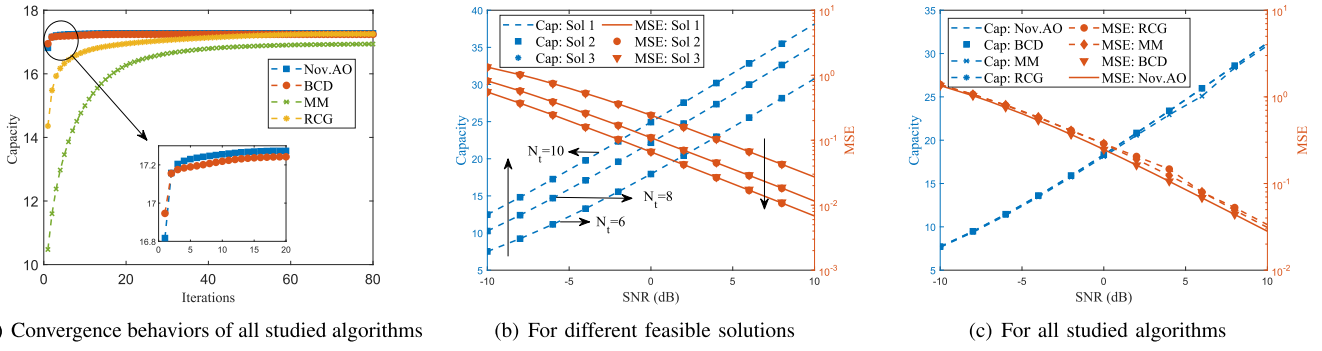 18
16
14
12
10
Capacity
0
20
40
60
80
Iterations
Nov.AO
BCD
MM
RCG
17.2
17
16.8
0
5
10
15
20
) Convergence behaviors of all studied algorithms
40
35
30
25
20
15
10
5
Capacity
-10
-5
0
5
10
SNR (dB)
10^1
10^0
10^-1
10^-2
10^-3
MSE
Cap: Sol 1
Cap: Sol 2
Cap: Sol 3
MSE: Sol 1
MSE: Sol 2
MSE: Sol 3
N_t=10
N_t=8
N_t=6
(b) For different feasible solutions
35
30
25
20
15
10
5
Capacity
-10
-5
0
5
10
SNR (dB)
10^1
10^0
10^-1
10^-2
MSE
Cap: Nov.AO
Cap: BCD
Cap: MM
Cap: RCG
MSE: RCG
MSE: MM
MSE: BCD
MSE: Nov.AO
(c) For all studied algorithms